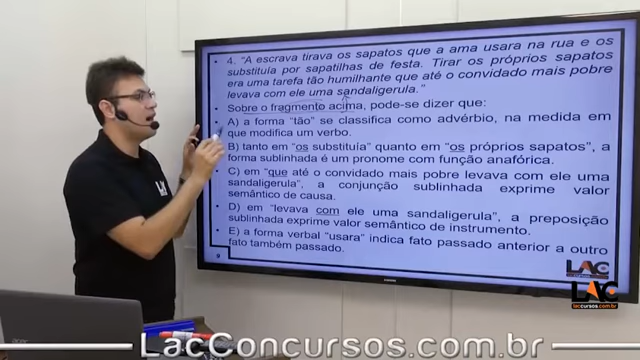 4. “A escrava tirava os sapatos que a ama usara na rua e os
substituía por sapatilhas de festa. Tirar os próprios sapatos
era uma tarefa tão humilhante que até o convidado mais pobre
levava com ele uma sandaligerula.”
Sobre o fragmento acima, pode-se dizer que:
A) a forma “tão” se classifica como advérbio, na medida em
que modifica um verbo.
B) tanto em “os substituía” quanto em “os próprios sapatos”, a
forma sublinhada é um pronome com função anafórica.
C) em “que até o convidado mais pobre levava com ele uma
sandaligerula”, a conjunção sublinhada exprime valor
semântico de causa.
D) em “levava com ele uma sandaligerula”, a preposição
sublinhada exprime valor semântico de instrumento.
E) a forma verbal “usara” indica fato passado anterior a outro
fato também passado.
9
LAC
LAC
laccursos.com.br
LacConcursos.com.br